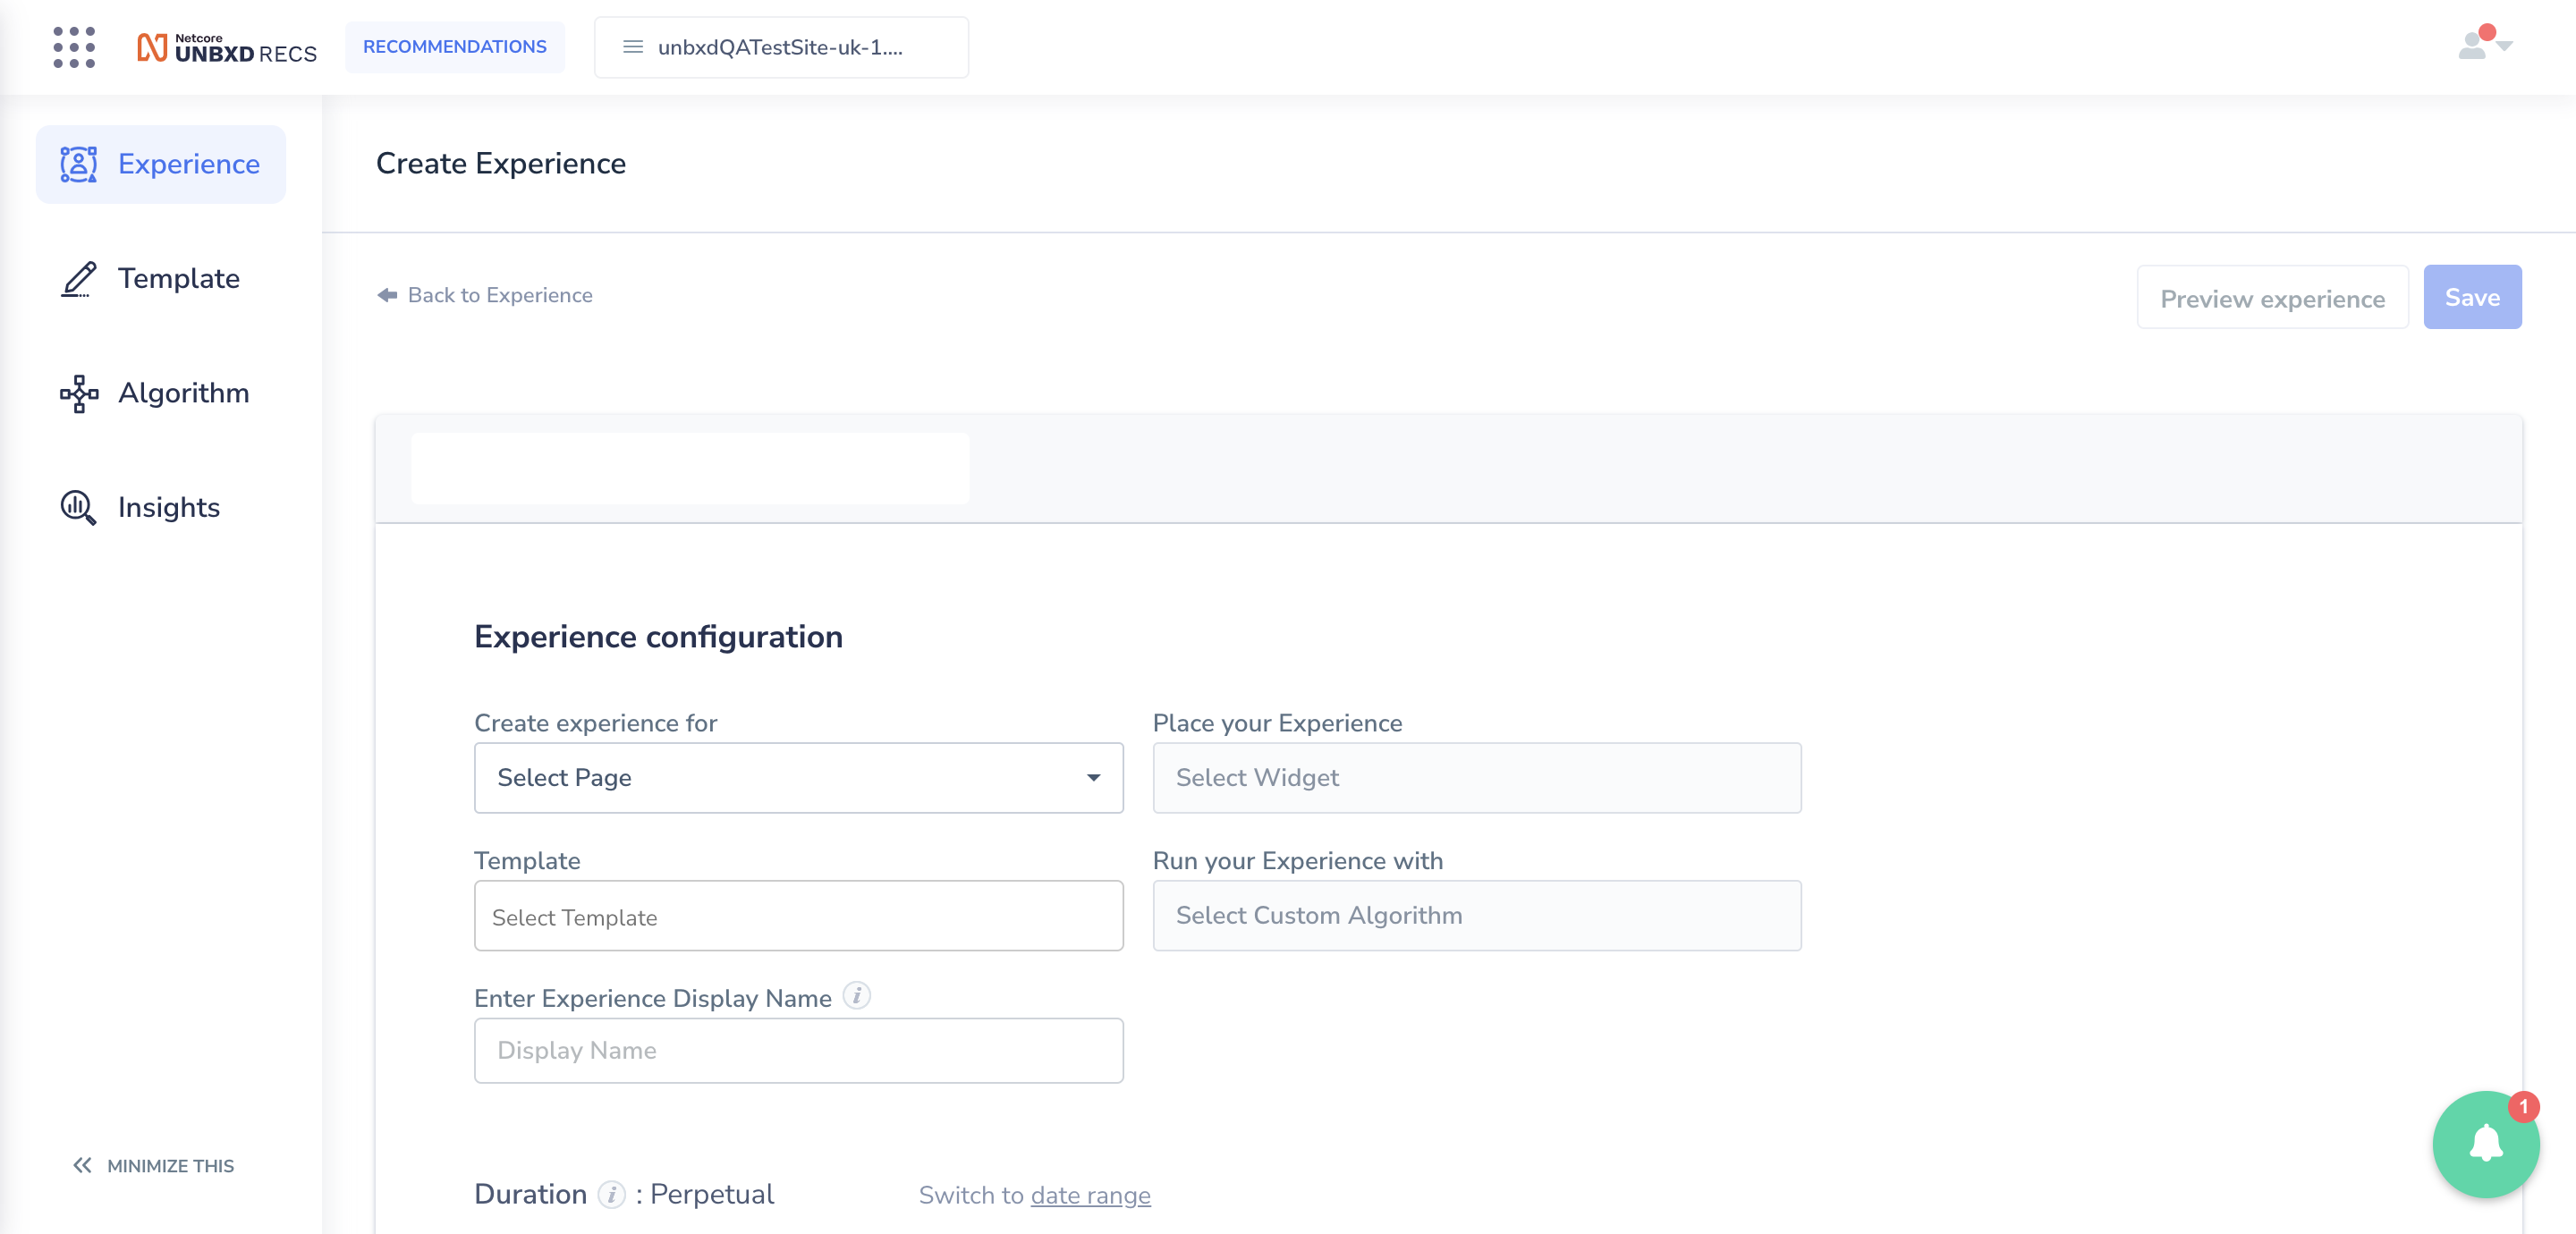 Netcore
UNBXD RECS
RECOMMENDATIONS
unbxdQATestSite-uk-1....
Experience
Template
Algorithm
Insights
MINIMIZE THIS
Create Experience
Back to Experience
Preview experience
Save
Experience configuration
Create experience for
Select Page
Place your Experience
Select Widget
Template
Select Template
Run your Experience with
Select Custom Algorithm
Enter Experience Display Name i
Display Name
Duration i : Perpetual
Switch to date range
1